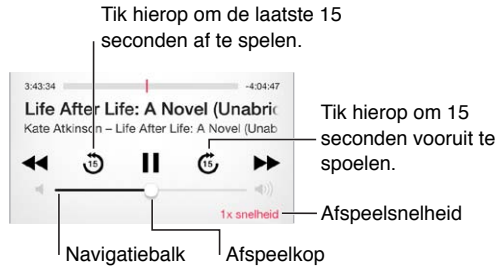 Tik hierop om de laatste 15
seconden af te spelen.
3:43:34
-4:04:47
Life After Life: A Novel (Unabri
Kate Atkinson – Life After Life: A Novel (Unab
15
15
Tik hierop om 15
seconden vooruit te
spoelen.
1x snelheid
Afspeelsnelheid
Navigatiebalk
Afspeelkop